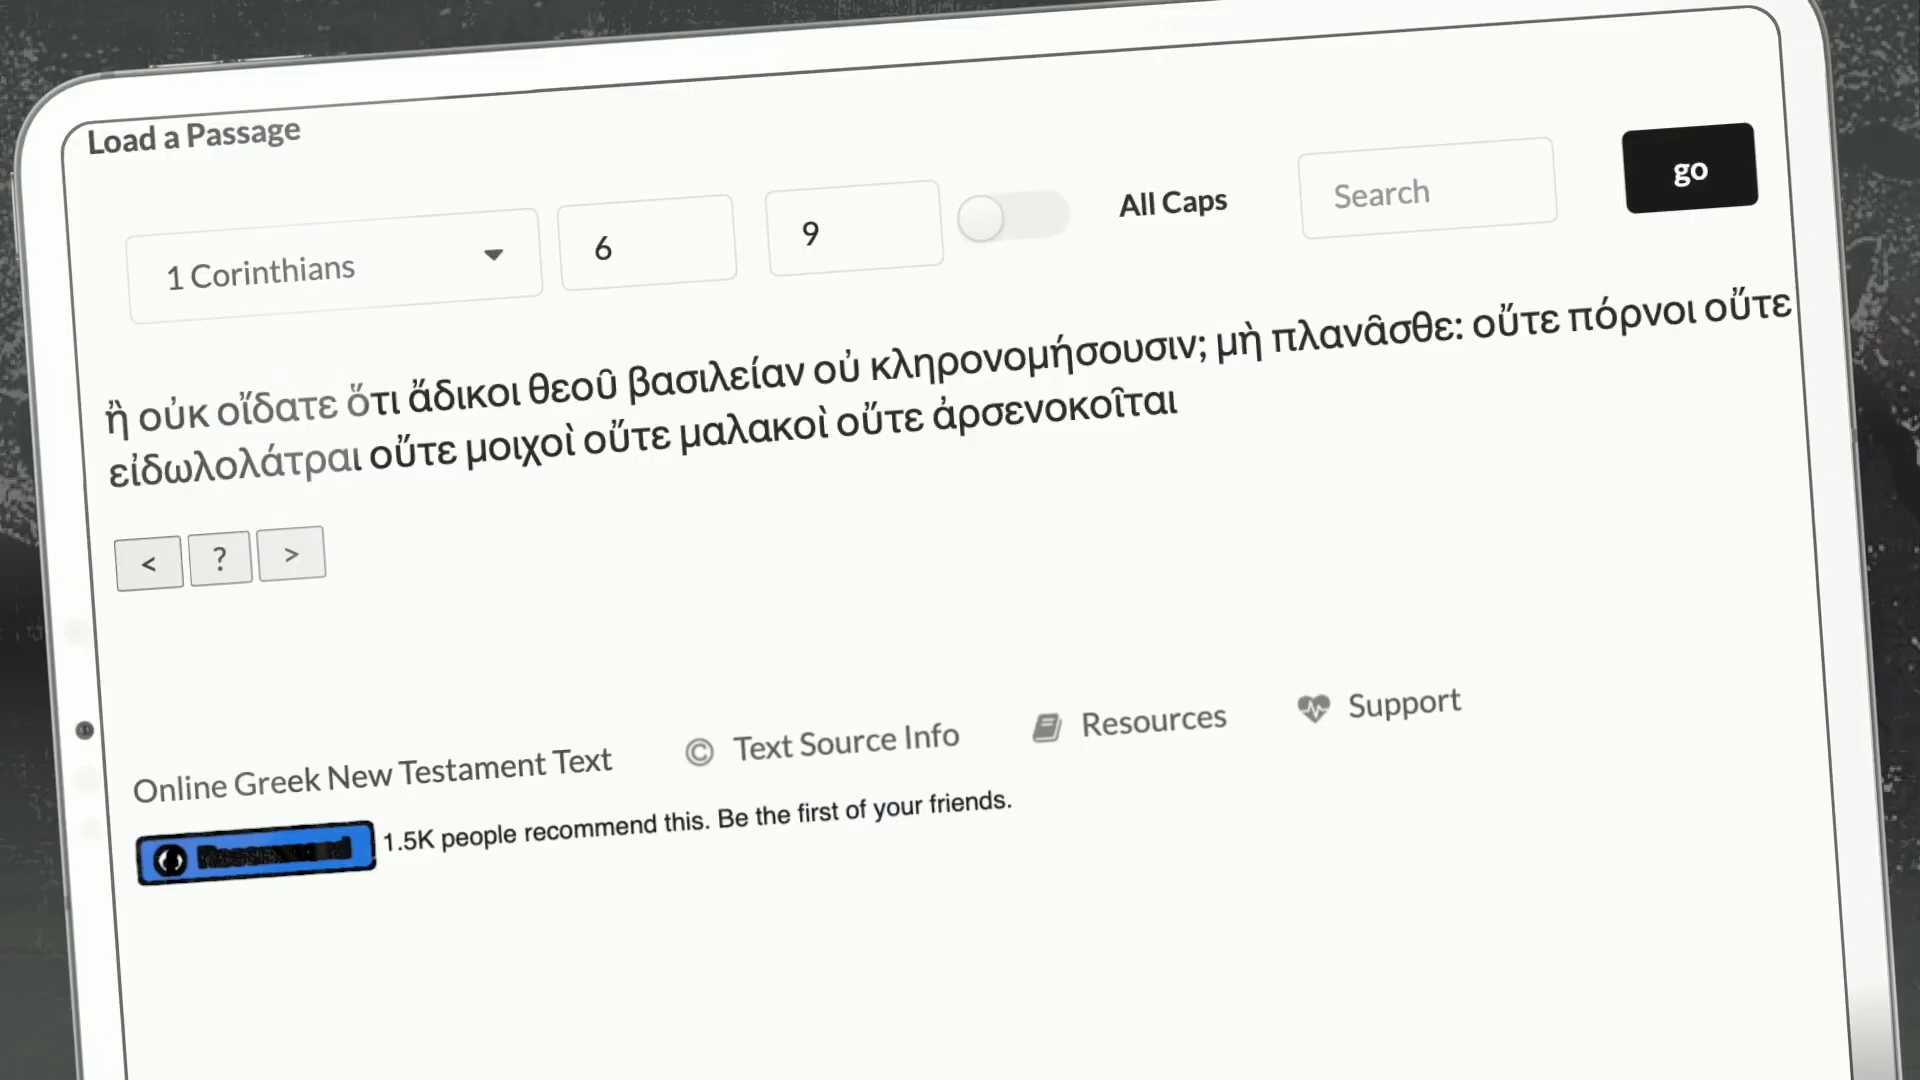 Load a Passage
1 Corinthians 6 9 All Caps Search go
ἢ οὐκ οἴδατε ὅτι ἄδικοι θεοῦ βασιλείαν οὐ κληρονομήσουσιν; μὴ πλανᾶσθε: οὔτε πόρνοι οὔτε
εἰδωλολάτραι οὔτε μοιχοὶ οὔτε μαλακοὶ οὔτε ἀρσενοκοῖται
< ? >
Online Greek New Testament Text © Text Source Info Resources Support
1.5K people recommend this. Be the first of your friends.